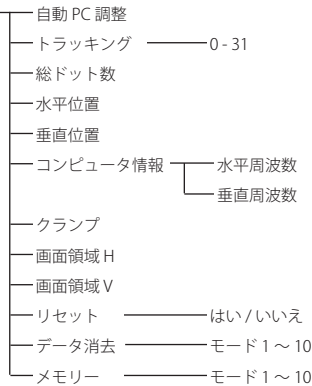 自動 PC 調整
トラッキング 0 - 31
総ドット数
水平位置
垂直位置
コンピュータ情報 水平周波数
垂直周波数
クランプ
画面領域 H
画面領域 V
リセット はい / いいえ
データ消去 モード 1 ～ 10
メモリー モード 1 ～ 10